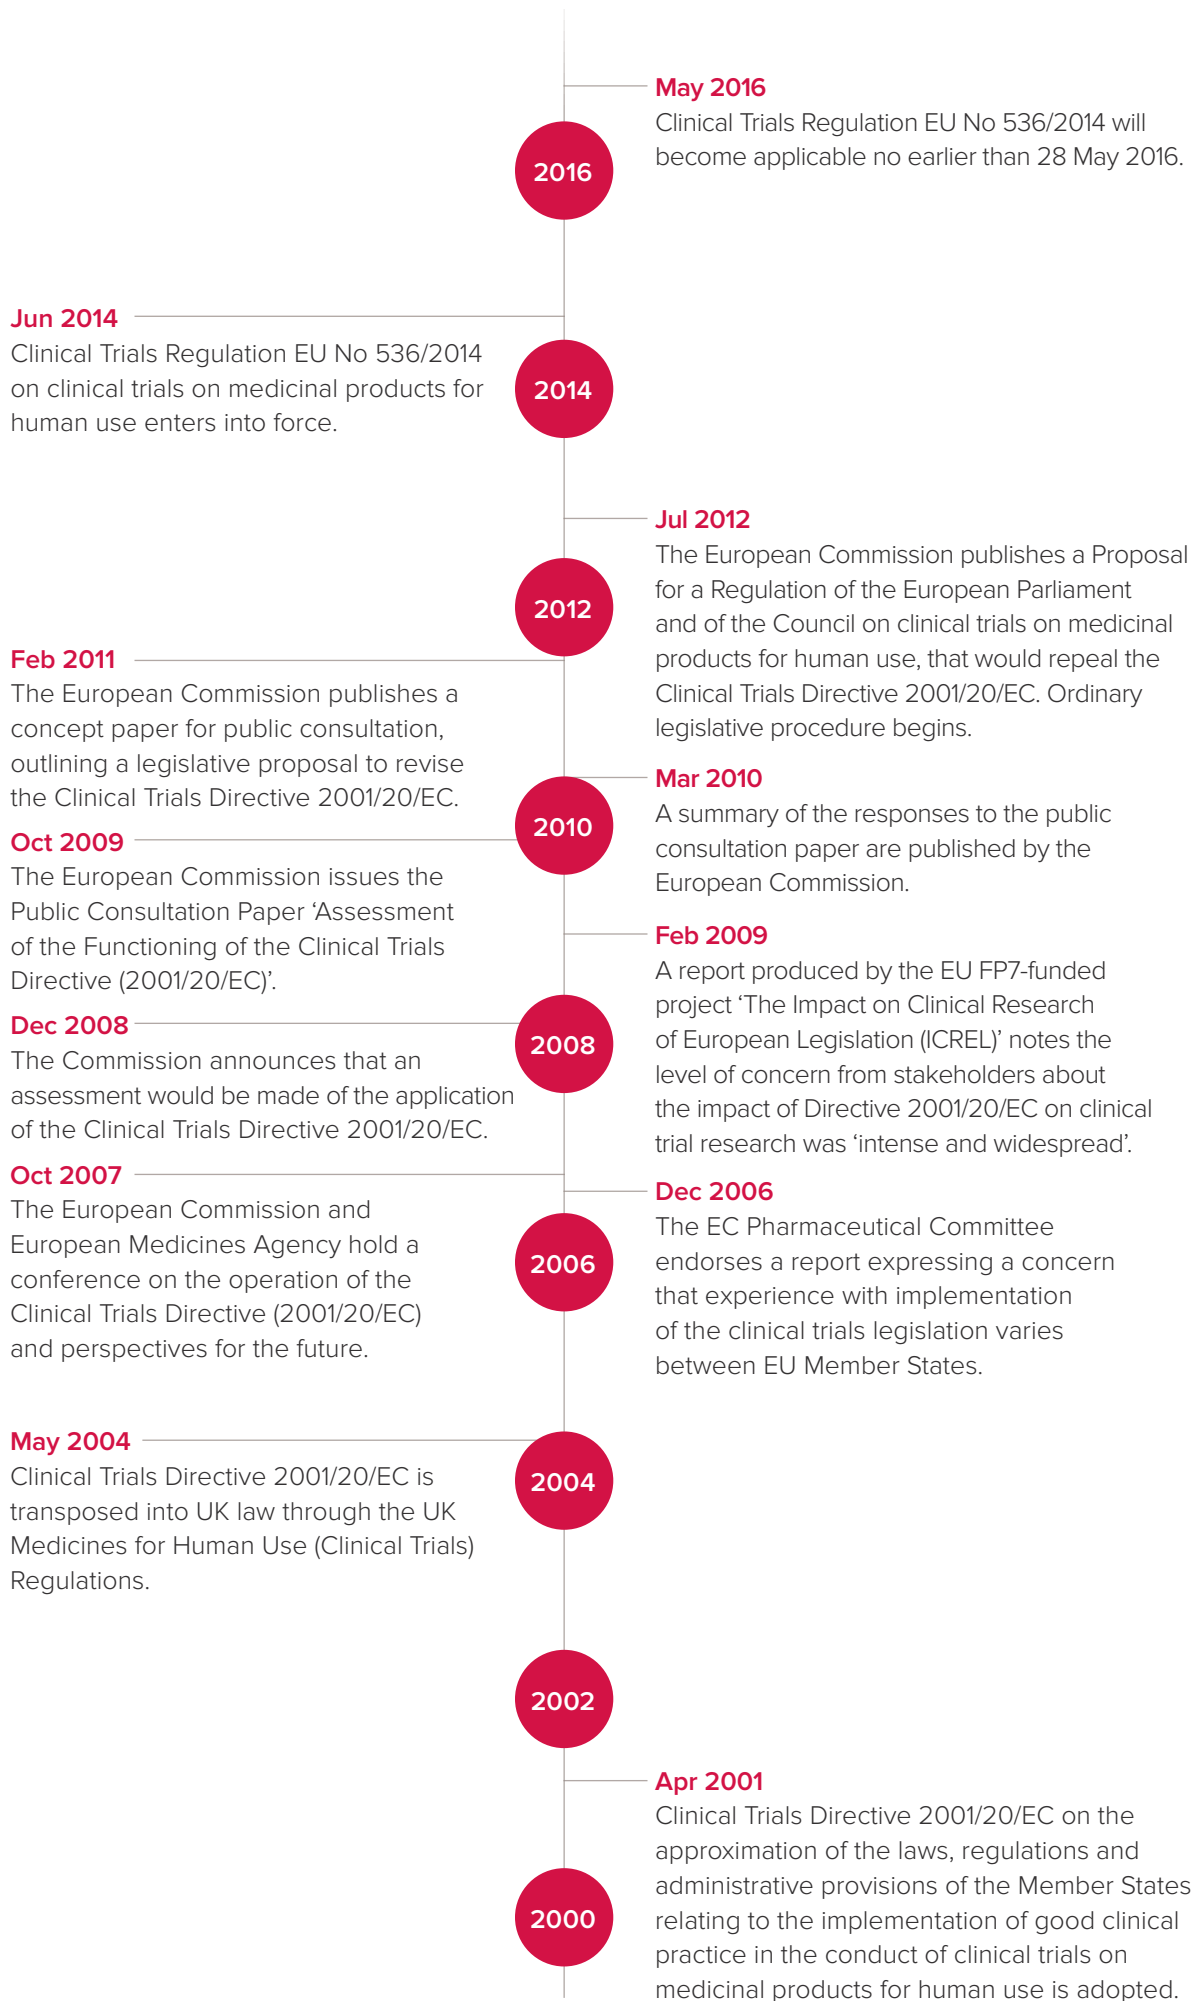 May 2016
Clinical Trials Regulation EU No 536/2014 will
become applicable no earlier than 28 May 2016.
2016
Jun 2014
Clinical Trials Regulation EU No 536/2014
on clinical trials on medicinal products for
human use enters into force.
2014
Jul 2012
The European Commission publishes a Proposal
for a Regulation of the European Parliament
and of the Council on clinical trials on medicinal
products for human use, that would repeal the
Clinical Trials Directive 2001/20/EC. Ordinary
legislative procedure begins.
2012
Feb 2011
The European Commission publishes a
concept paper for public consultation,
outlining a legislative proposal to revise
the Clinical Trials Directive 2001/20/EC.
Mar 2010
A summary of the responses to the public
consultation paper are published by the
European Commission.
2010
Oct 2009
The European Commission issues the
Public Consultation Paper ‘Assessment
of the Functioning of the Clinical Trials
Directive (2001/20/EC)’.
Feb 2009
A report produced by the EU FP7-funded
project ‘The Impact on Clinical Research
of European Legislation (ICREL)’ notes the
level of concern from stakeholders about
the impact of Directive 2001/20/EC on clinical
trial research was ‘intense and widespread’.
Dec 2008
The Commission announces that an
assessment would be made of the application
of the Clinical Trials Directive 2001/20/EC.
2008
Oct 2007
The European Commission and
European Medicines Agency hold a
conference on the operation of the
Clinical Trials Directive (2001/20/EC)
and perspectives for the future.
Dec 2006
The EC Pharmaceutical Committee
endorses a report expressing a concern
that experience with implementation
of the clinical trials legislation varies
between EU Member States.
2006
May 2004
Clinical Trials Directive 2001/20/EC is
transposed into UK law through the UK
Medicines for Human Use (Clinical Trials)
Regulations.
2004
2002
Apr 2001
Clinical Trials Directive 2001/20/EC on the
approximation of the laws, regulations and
administrative provisions of the Member States
relating to the implementation of good clinical
practice in the conduct of clinical trials on
medicinal products for human use is adopted.
2000